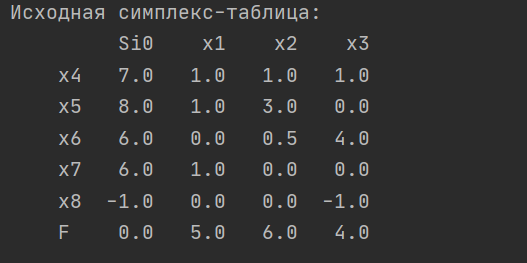 Исходная симплекс-таблица:
Si0 x1 x2 x3
x4 7.0 1.0 1.0 1.0
x5 8.0 1.0 3.0 0.0
x6 6.0 0.0 0.5 4.0
x7 6.0 1.0 0.0 0.0
x8 -1.0 0.0 0.0 -1.0
F 0.0 5.0 6.0 4.0